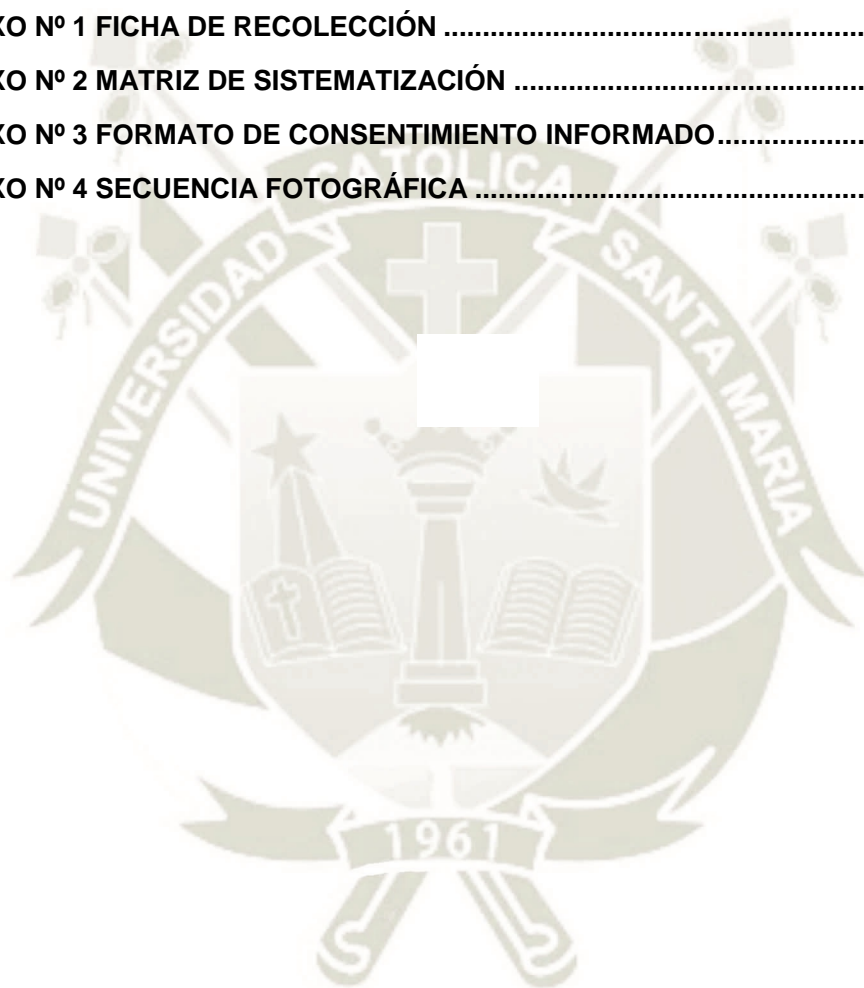 XO Nº 1 FICHA DE RECOLECCIÓN ........................................................
XO Nº 2 MATRIZ DE SISTEMATIZACIÓN ...............................................
XO Nº 3 FORMATO DE CONSENTIMIENTO INFORMADO...................
XO Nº 4 SECUENCIA FOTOGRÁFICA ....................................................
UNIVERSIDAD CATOLICA SANTA MARIA
1961